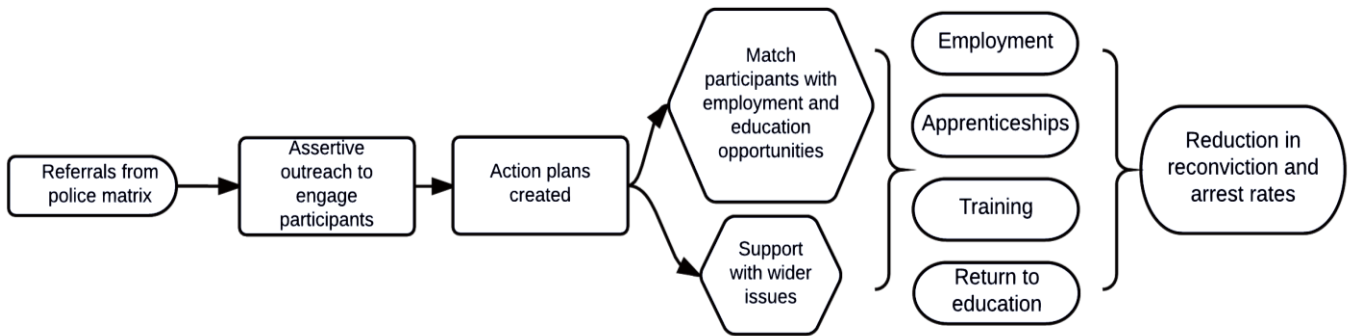 Referrals from
police matrix
Assertive
outreach to
engage
participants
Action plans
created
Match
participants with
employment and
education
opportunities
Support
with wider
issues
Employment
Apprenticeships
Training
Return to
education
Reduction in
reconviction and
arrest rates